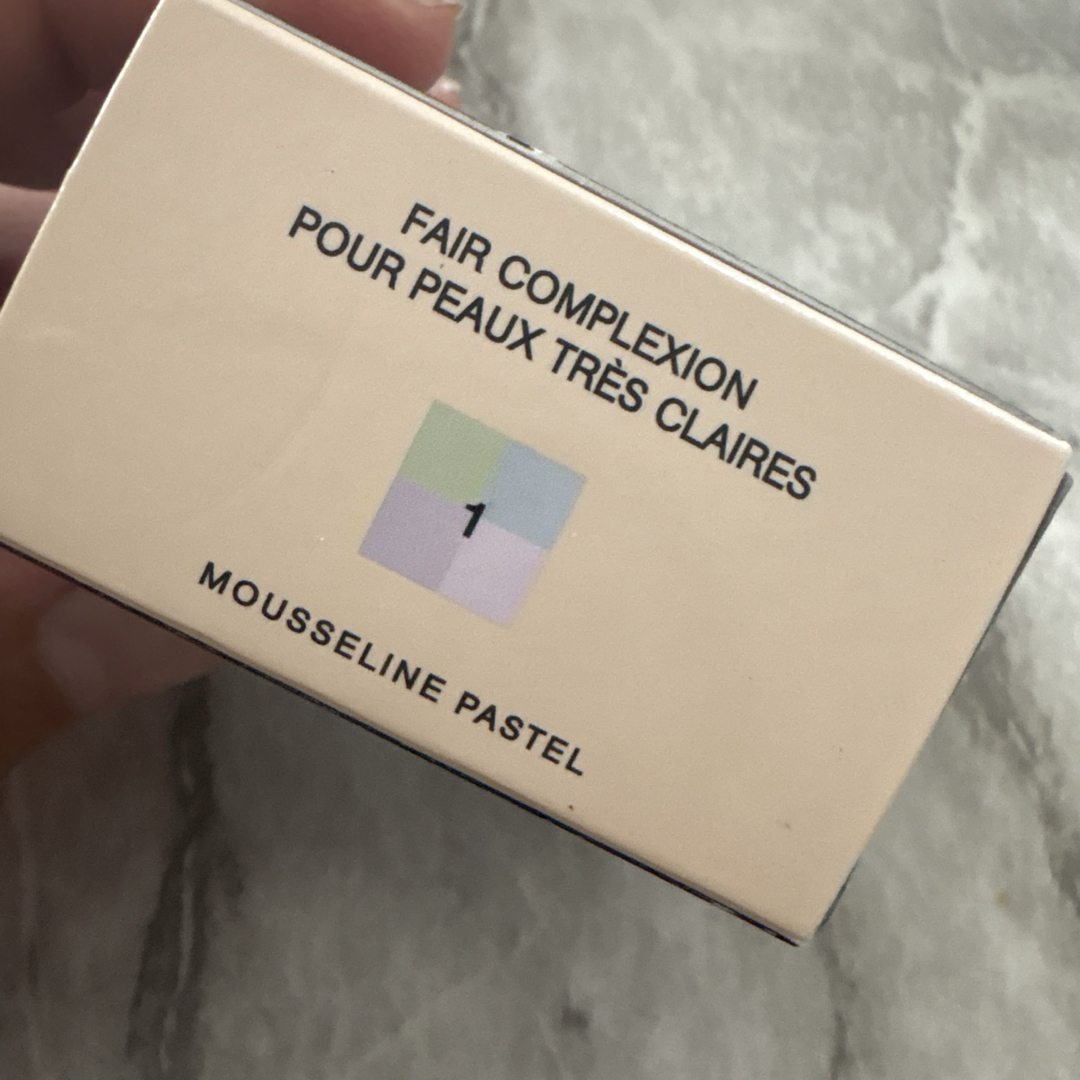 FAIR COMPLEXION
POUR PEAUX TRÈS CLAIRES
1
MOUSSELINE PASTEL